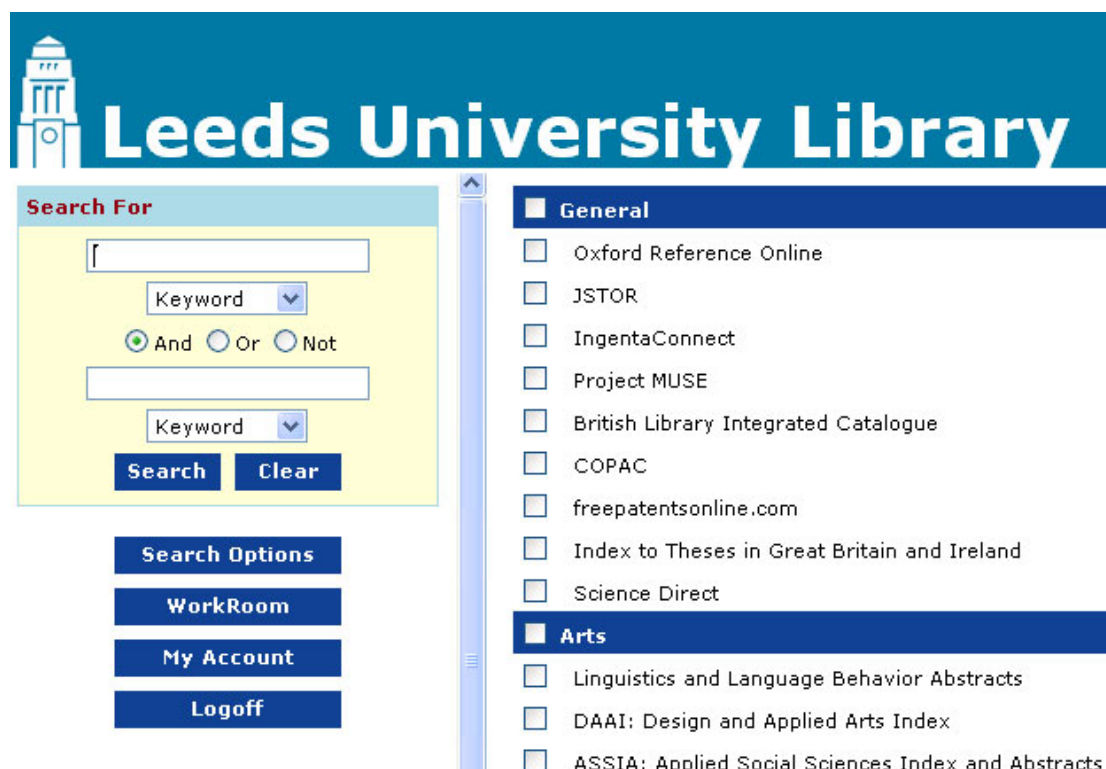 Leeds University Library
Search For
Keyword
And Or Not
Keyword
Search Clear
Search Options
WorkRoom
My Account
Logoff
General
Oxford Reference Online
JSTOR
IngentaConnect
Project MUSE
British Library Integrated Catalogue
COPAC
freepatentsonline.com
Index to Theses in Great Britain and Ireland
Science Direct
Arts
Linguistics and Language Behavior Abstracts
DAAI: Design and Applied Arts Index
ASSIA: Applied Social Sciences Index and Abstracts